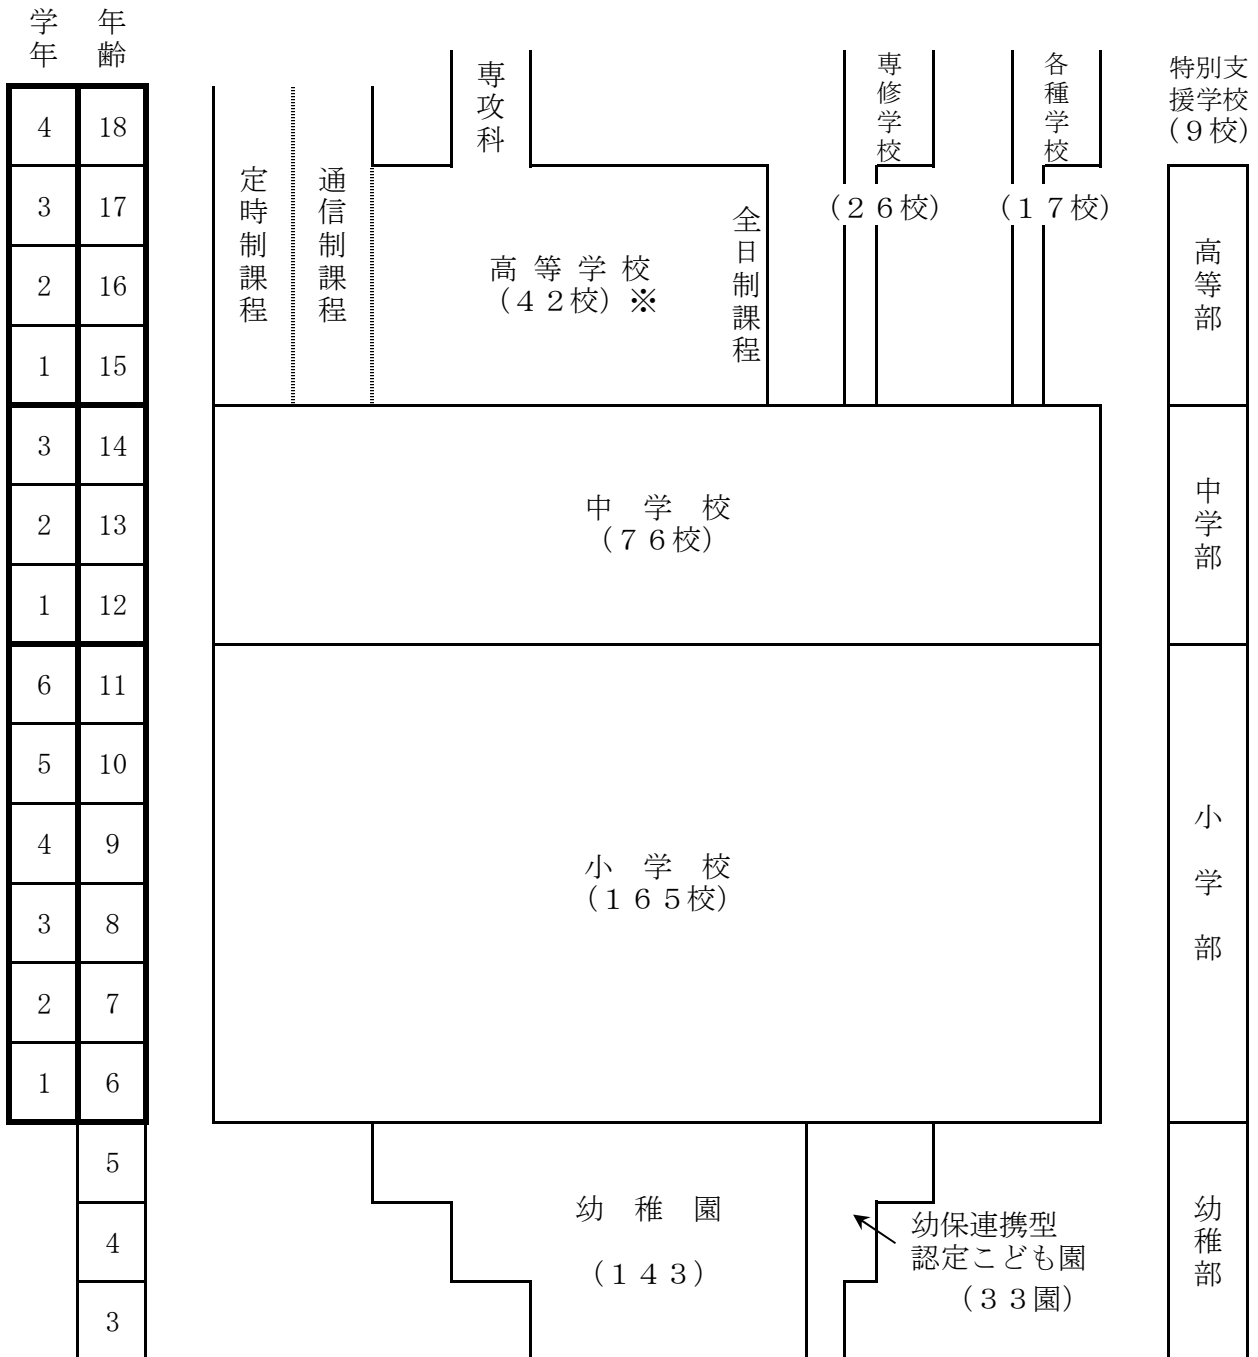 学年
年齢
4 18
3 17
2 16
1 15
3 14
2 13
1 12
6 11
5 10
4 9
3 8
2 7
1 6
5
4
3
定時制課程
通信制課程
専攻科
高等学校
（４２校）※
全日制課程
専修学校
（２６校）
各種学校
（１７校）
中学校
（７６校）
小学校
（１６５校）
幼稚園
（１４３）
幼保連携型
認定こども園
（３３園）
特別支
援学校
（９校）
高等部
中学部
小学部
幼稚部